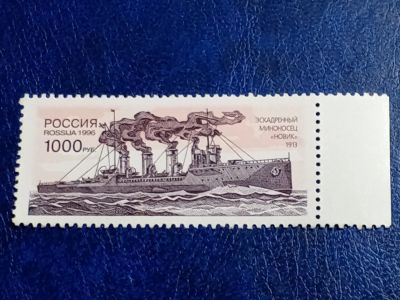 РОССИЯ
ROSSIJA 1996
1000 РУБ.
ЭСКАДРЕННЫЙ
МИНОНОСЕЦ
«НОВИК»
1913